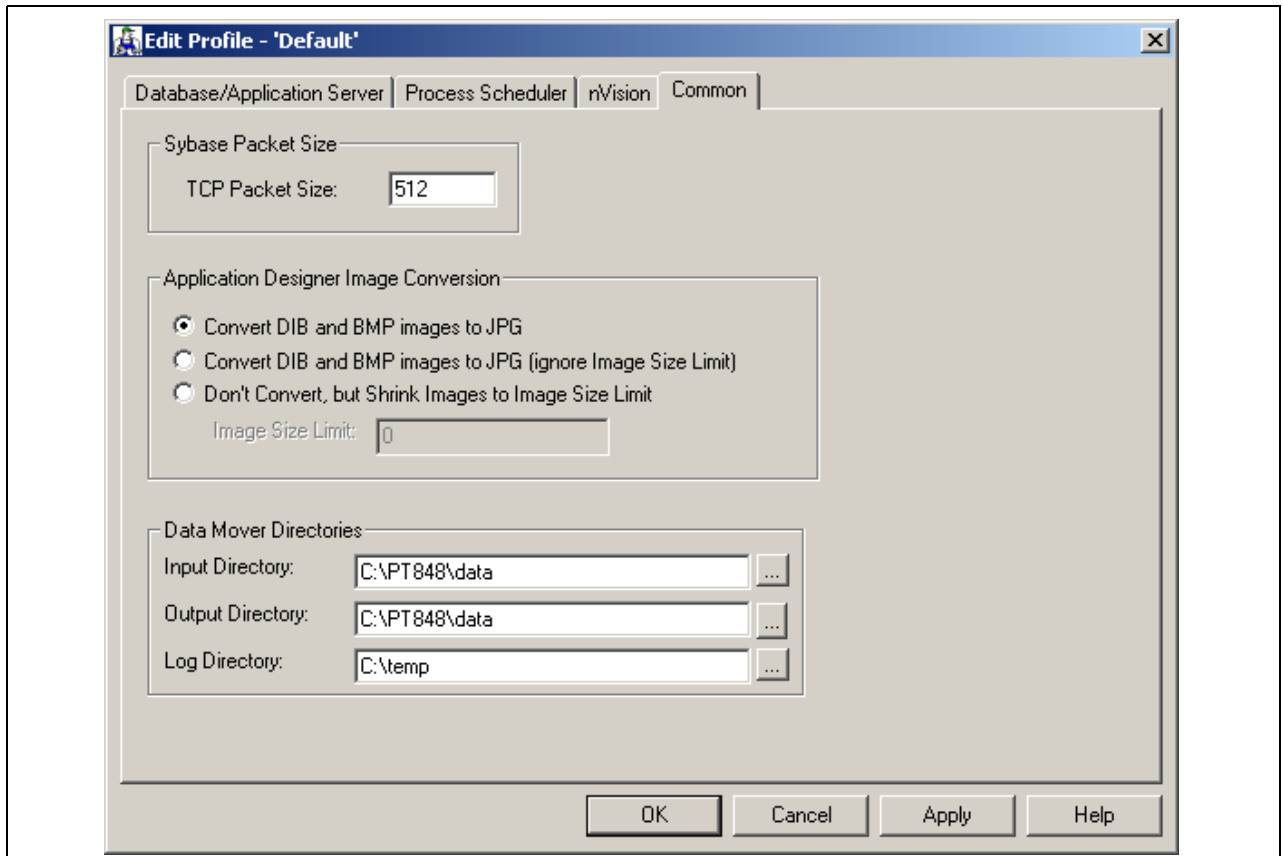 Edit Profile - 'Default'
Database/Application Server Process Scheduler nVision Common
Sybase Packet Size
TCP Packet Size: 512
Application Designer Image Conversion
Convert DIB and BMP images to JPG
Convert DIB and BMP images to JPG (ignore Image Size Limit)
Don't Convert, but Shrink Images to Image Size Limit
Image Size Limit: 0
Data Mover Directories
Input Directory: C:\PT848\data ...
Output Directory: C:\PT848\data ...
Log Directory: C:\temp ...
OK Cancel Apply Help